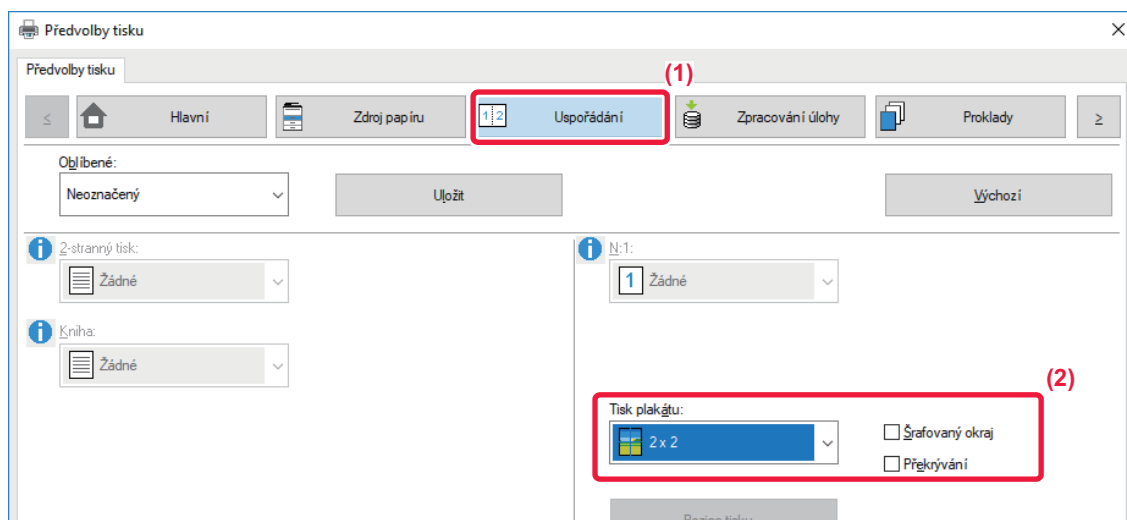 Předvolby tisku
Předvolby tisku
(1)
< Hlavní Zdroj papíru 1 2 Uspořádání Zpracování úlohy Proklady >
Oblíbené:
Neoznačený Uložit Výchozí
2-stranný tisk: N:1:
Žádné 1 Žádné
Kniha:
Žádné
(2)
Tisk plakátu:
2 x 2 Šrafovaný okraj
Překrývání